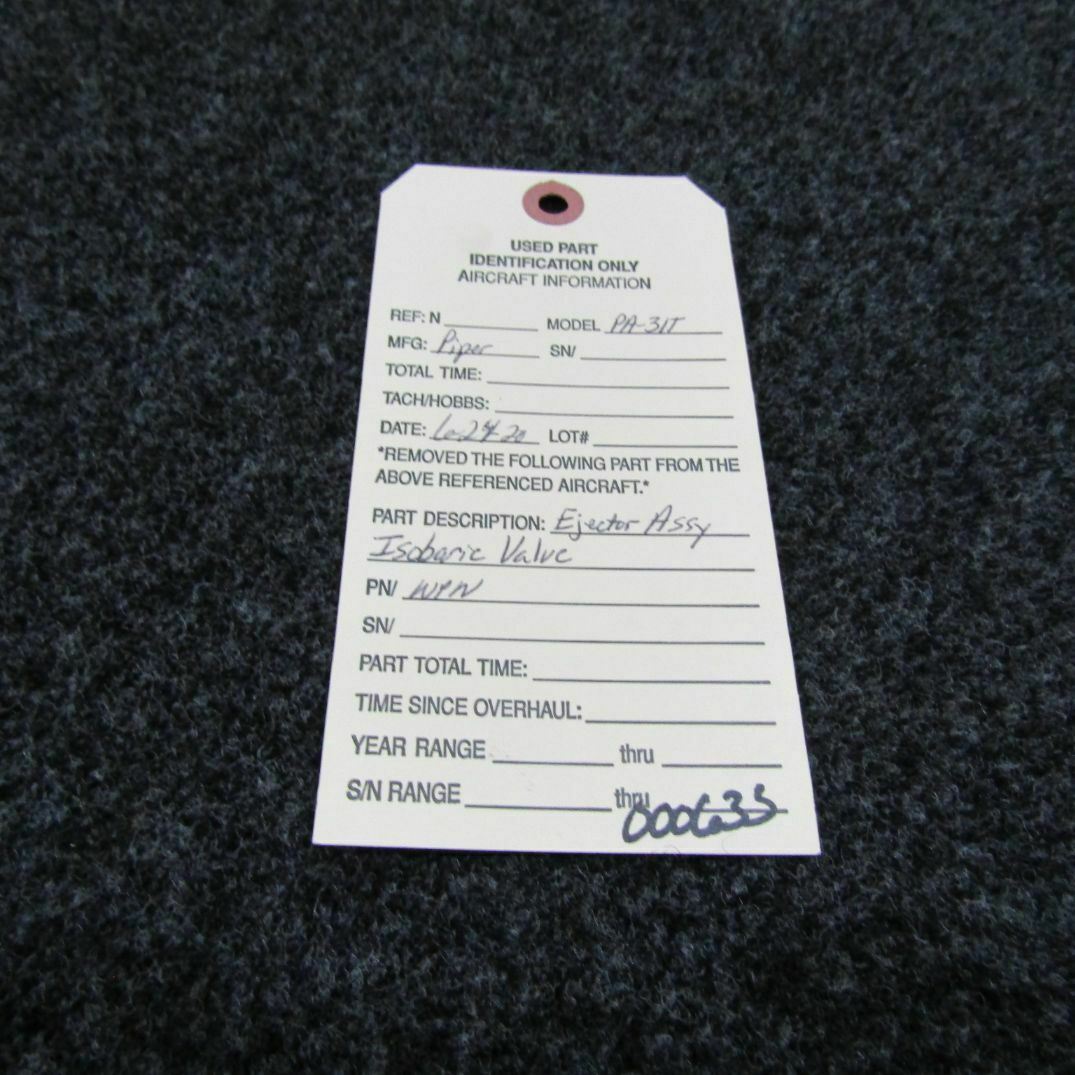 USED PART
IDENTIFICATION ONLY
AIRCRAFT INFORMATION
REF: N MODEL PA-31T
MFG: Piper SN/
TOTAL TIME:
TACH/HOBBS:
DATE: 6-24-20 LOT#
*REMOVED THE FOLLOWING PART FROM THE
ABOVE REFERENCED AIRCRAFT.*
PART DESCRIPTION: Ejector Assy
Isobaric Valve
PN/ WPN
SN/
PART TOTAL TIME:
TIME SINCE OVERHAUL:
YEAR RANGE thru
S/N RANGE thru
000635